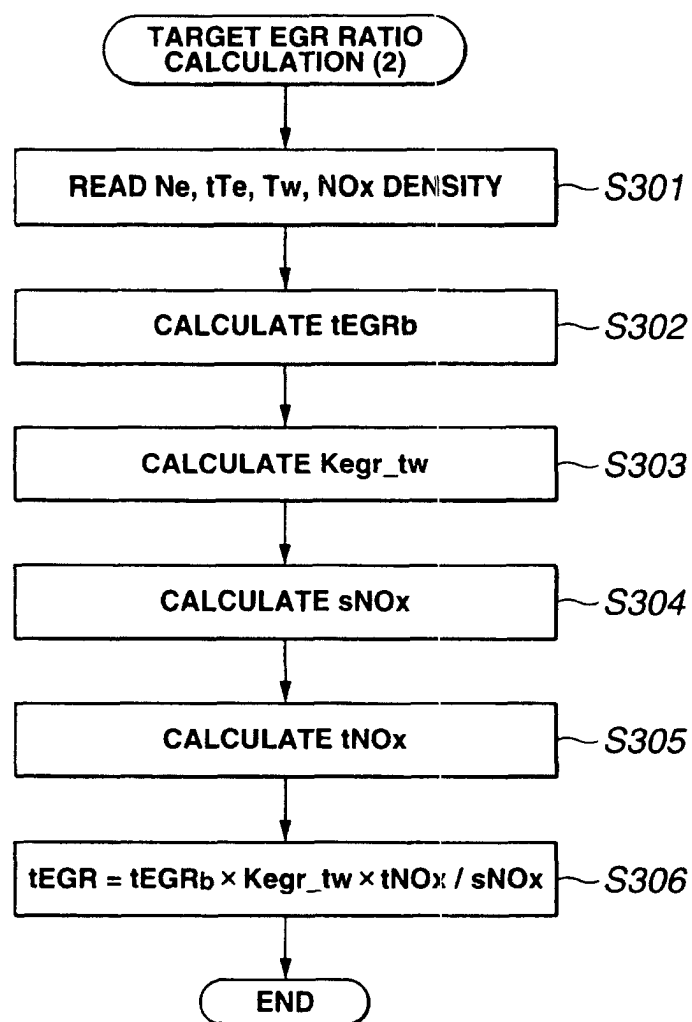 TARGET EGR RATIO
CALCULATION (2)
READ Ne, tTe, Tw, NOx DENSITY
S301
CALCULATE tEGRb
S302
CALCULATE Kegr_tw
S303
CALCULATE sNOx
S304
CALCULATE tNOx
S305
tEGR = tEGRb × Kegr_tw × tNOx / sNOx
S306
END